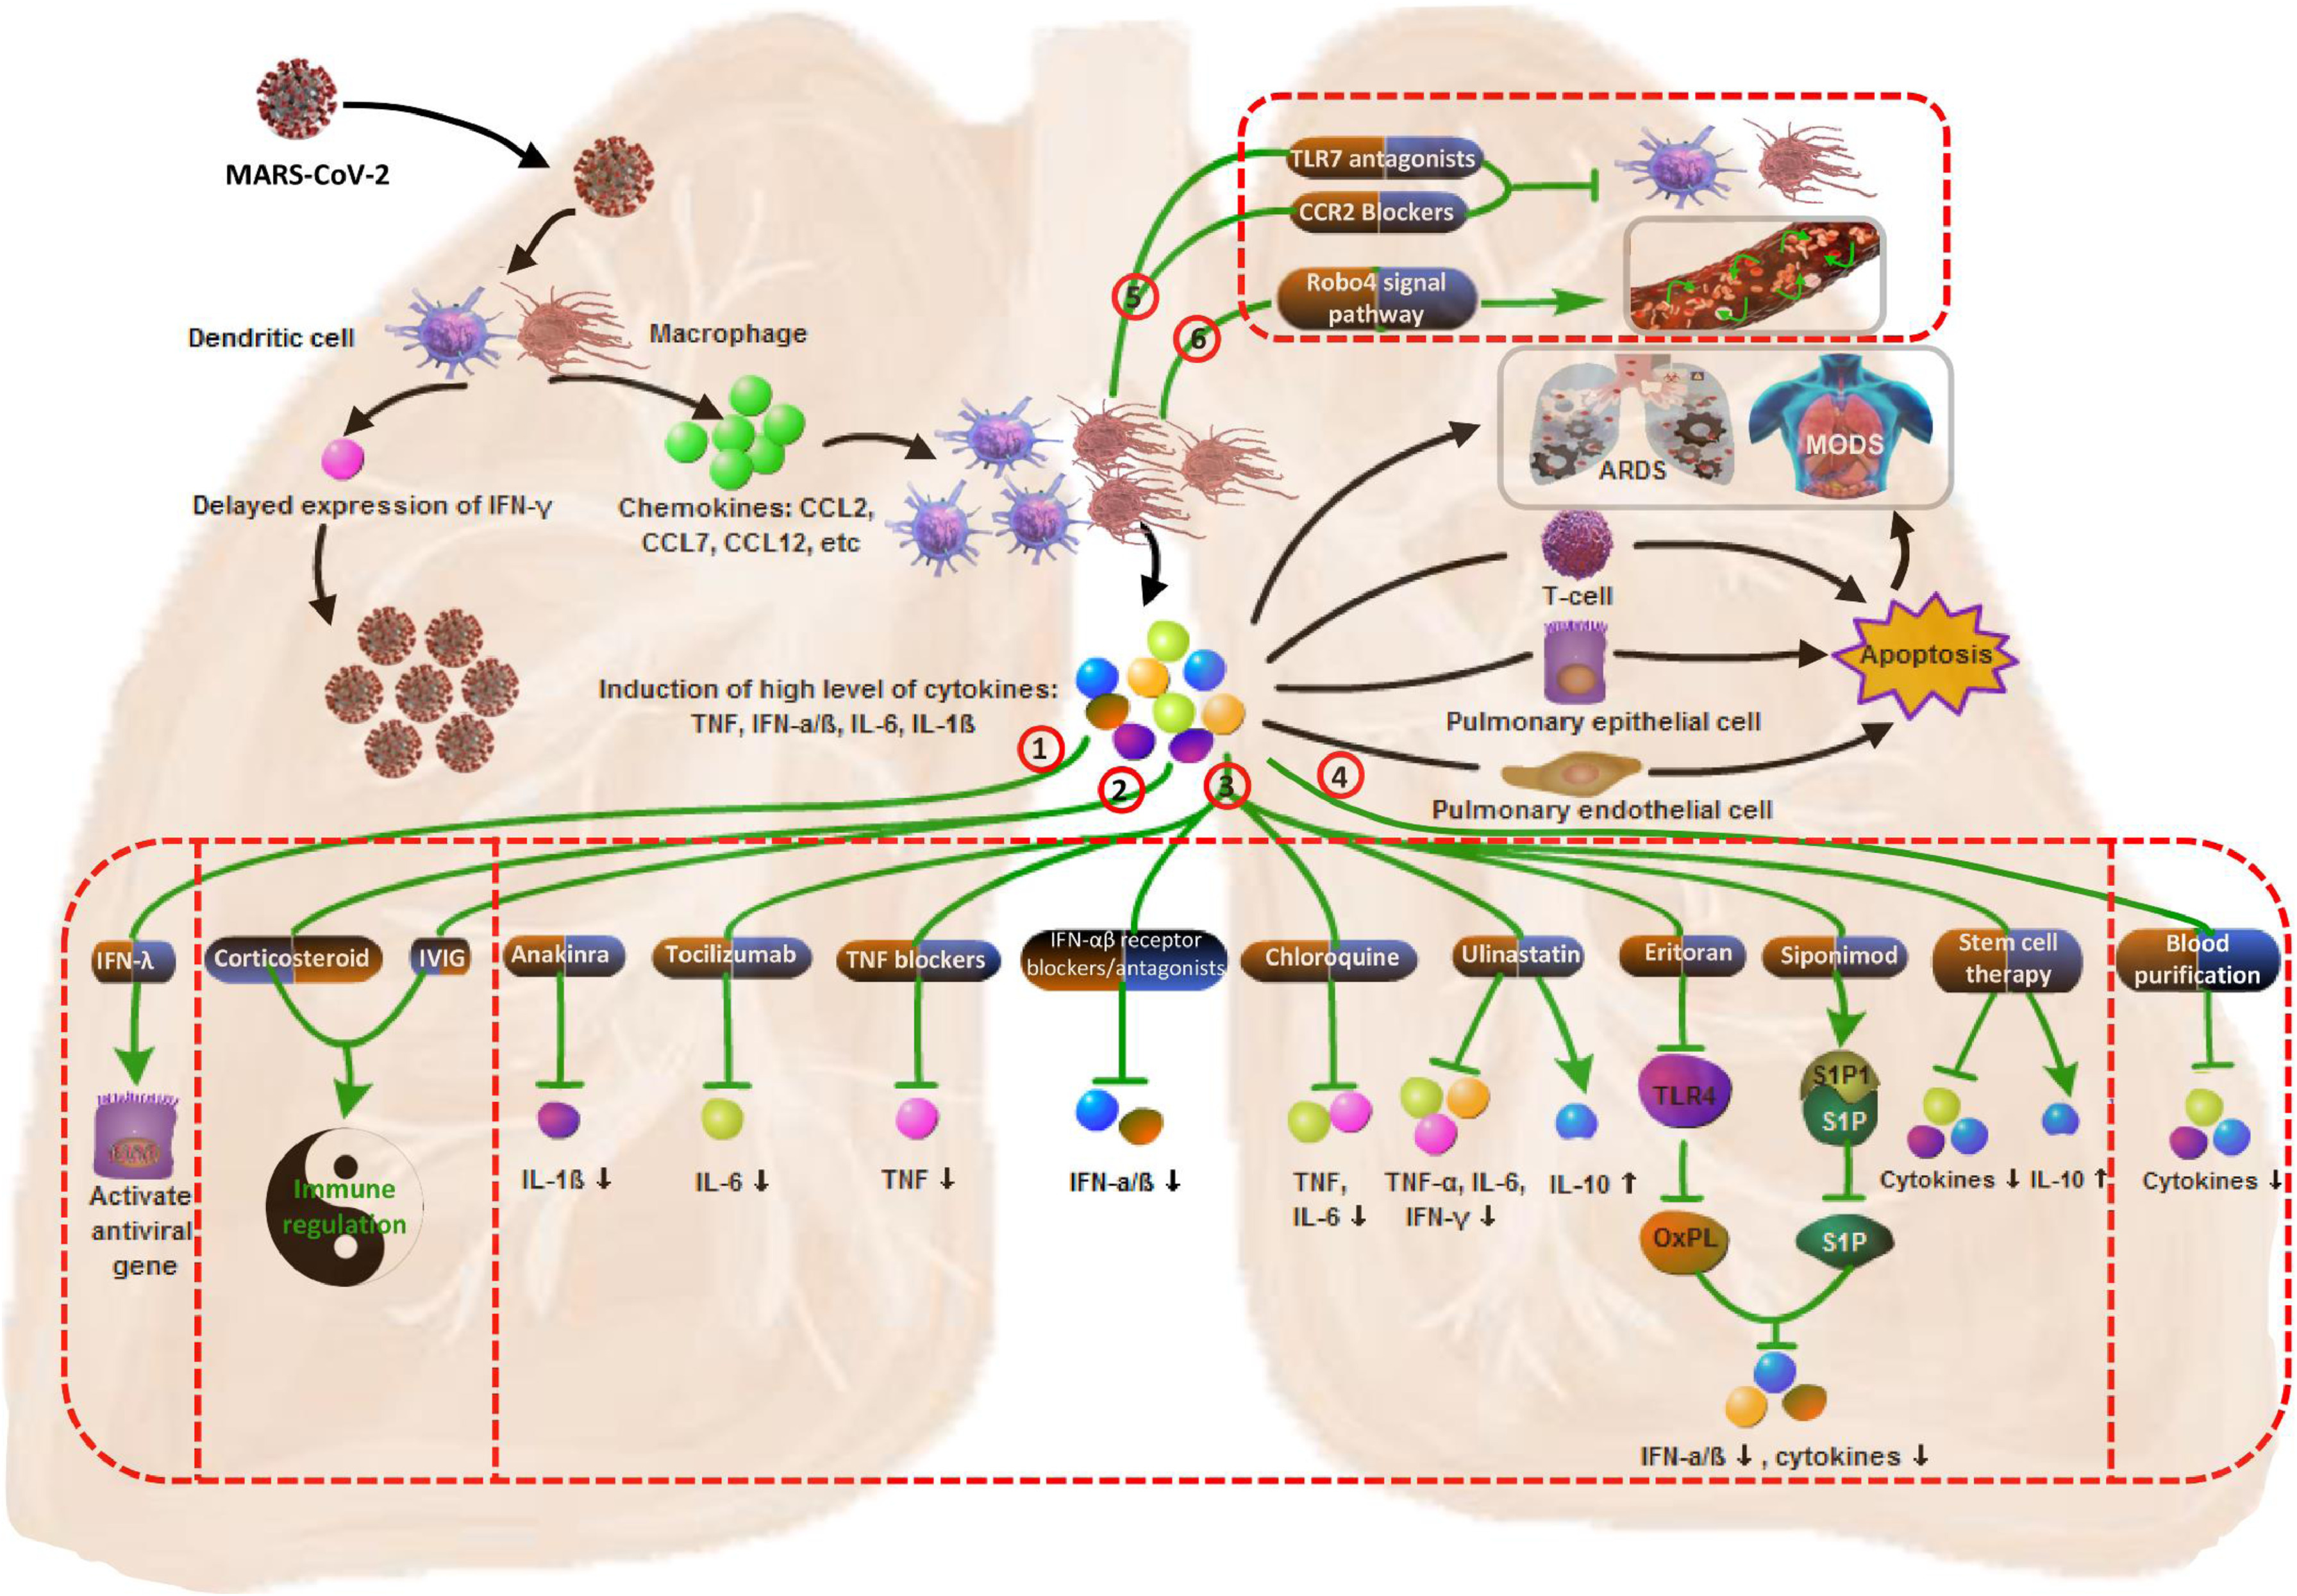 MARS-CoV-2
TLR7 antagonists
CCR2 Blockers
Robo4 signal
pathway
5
6
Dendritic cell
Macrophage
ARDS
MODS
Delayed expression of IFN-γ
Chemokines: CCL2,
CCL7, CCL12, etc
T-cell
Apoptosis
Induction of high level of cytokines:
TNF, IFN-a/ß, IL-6, IL-1ß
Pulmonary epithelial cell
Pulmonary endothelial cell
1
2
3
4
IFN-λ
Corticosteroid
IVIG
Anakinra
Tocilizumab
TNF blockers
IFN-αβ receptor
blockers/antagonists
Chloroquine
Ulinastatin
Eritoran
Siponimod
Stem cell
therapy
Blood
purification
Activate
antiviral
gene
Immune
regulation
IL-1ß ↓
IL-6 ↓
TNF ↓
IFN-a/ß ↓
TNF,
IL-6 ↓
TNF-α, IL-6,
IFN-γ ↓
IL-10 ↑
TLR4
OxPL
S1P1
S1P
S1P
Cytokines ↓ IL-10 ↑
Cytokines ↓
IFN-a/ß ↓ , cytokines ↓